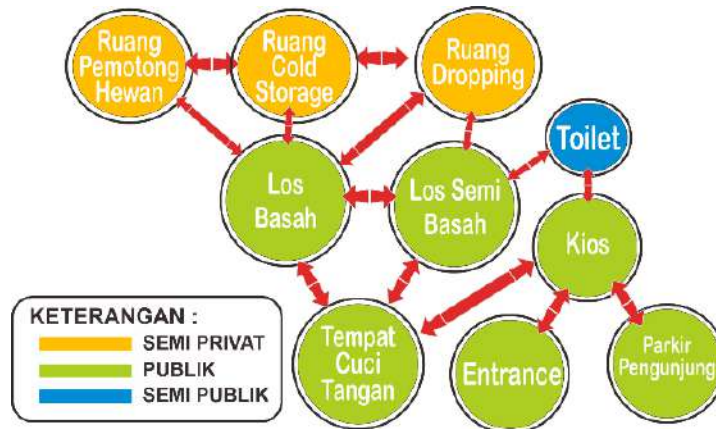 Ruang
Pemotong
Hewan
Ruang
Cold
Storage
Ruang
Dropping
Toilet
Los
Basah
Los Semi
Basah
Kios
Tempat
Cuci
Tangan
Entrance
Parkir
Pengunjung
KETERANGAN :
SEMI PRIVAT
PUBLIK
SEMI PUBLIK